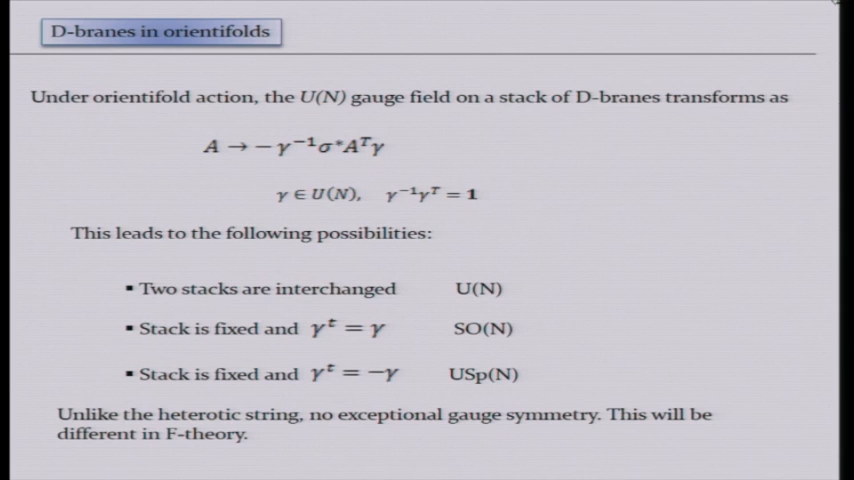 D-branes in orientifolds
Under orientifold action, the U(N) gauge field on a stack of D-branes transforms as
A → − γ⁻¹σ*Aᵀγ
γ ∈ U(N), γ⁻¹γᵀ = 1
This leads to the following possibilities:
▪ Two stacks are interchanged U(N)
▪ Stack is fixed and γᵗ = γ SO(N)
▪ Stack is fixed and γᵗ = −γ USp(N)
Unlike the heterotic string, no exceptional gauge symmetry. This will be
different in F-theory.